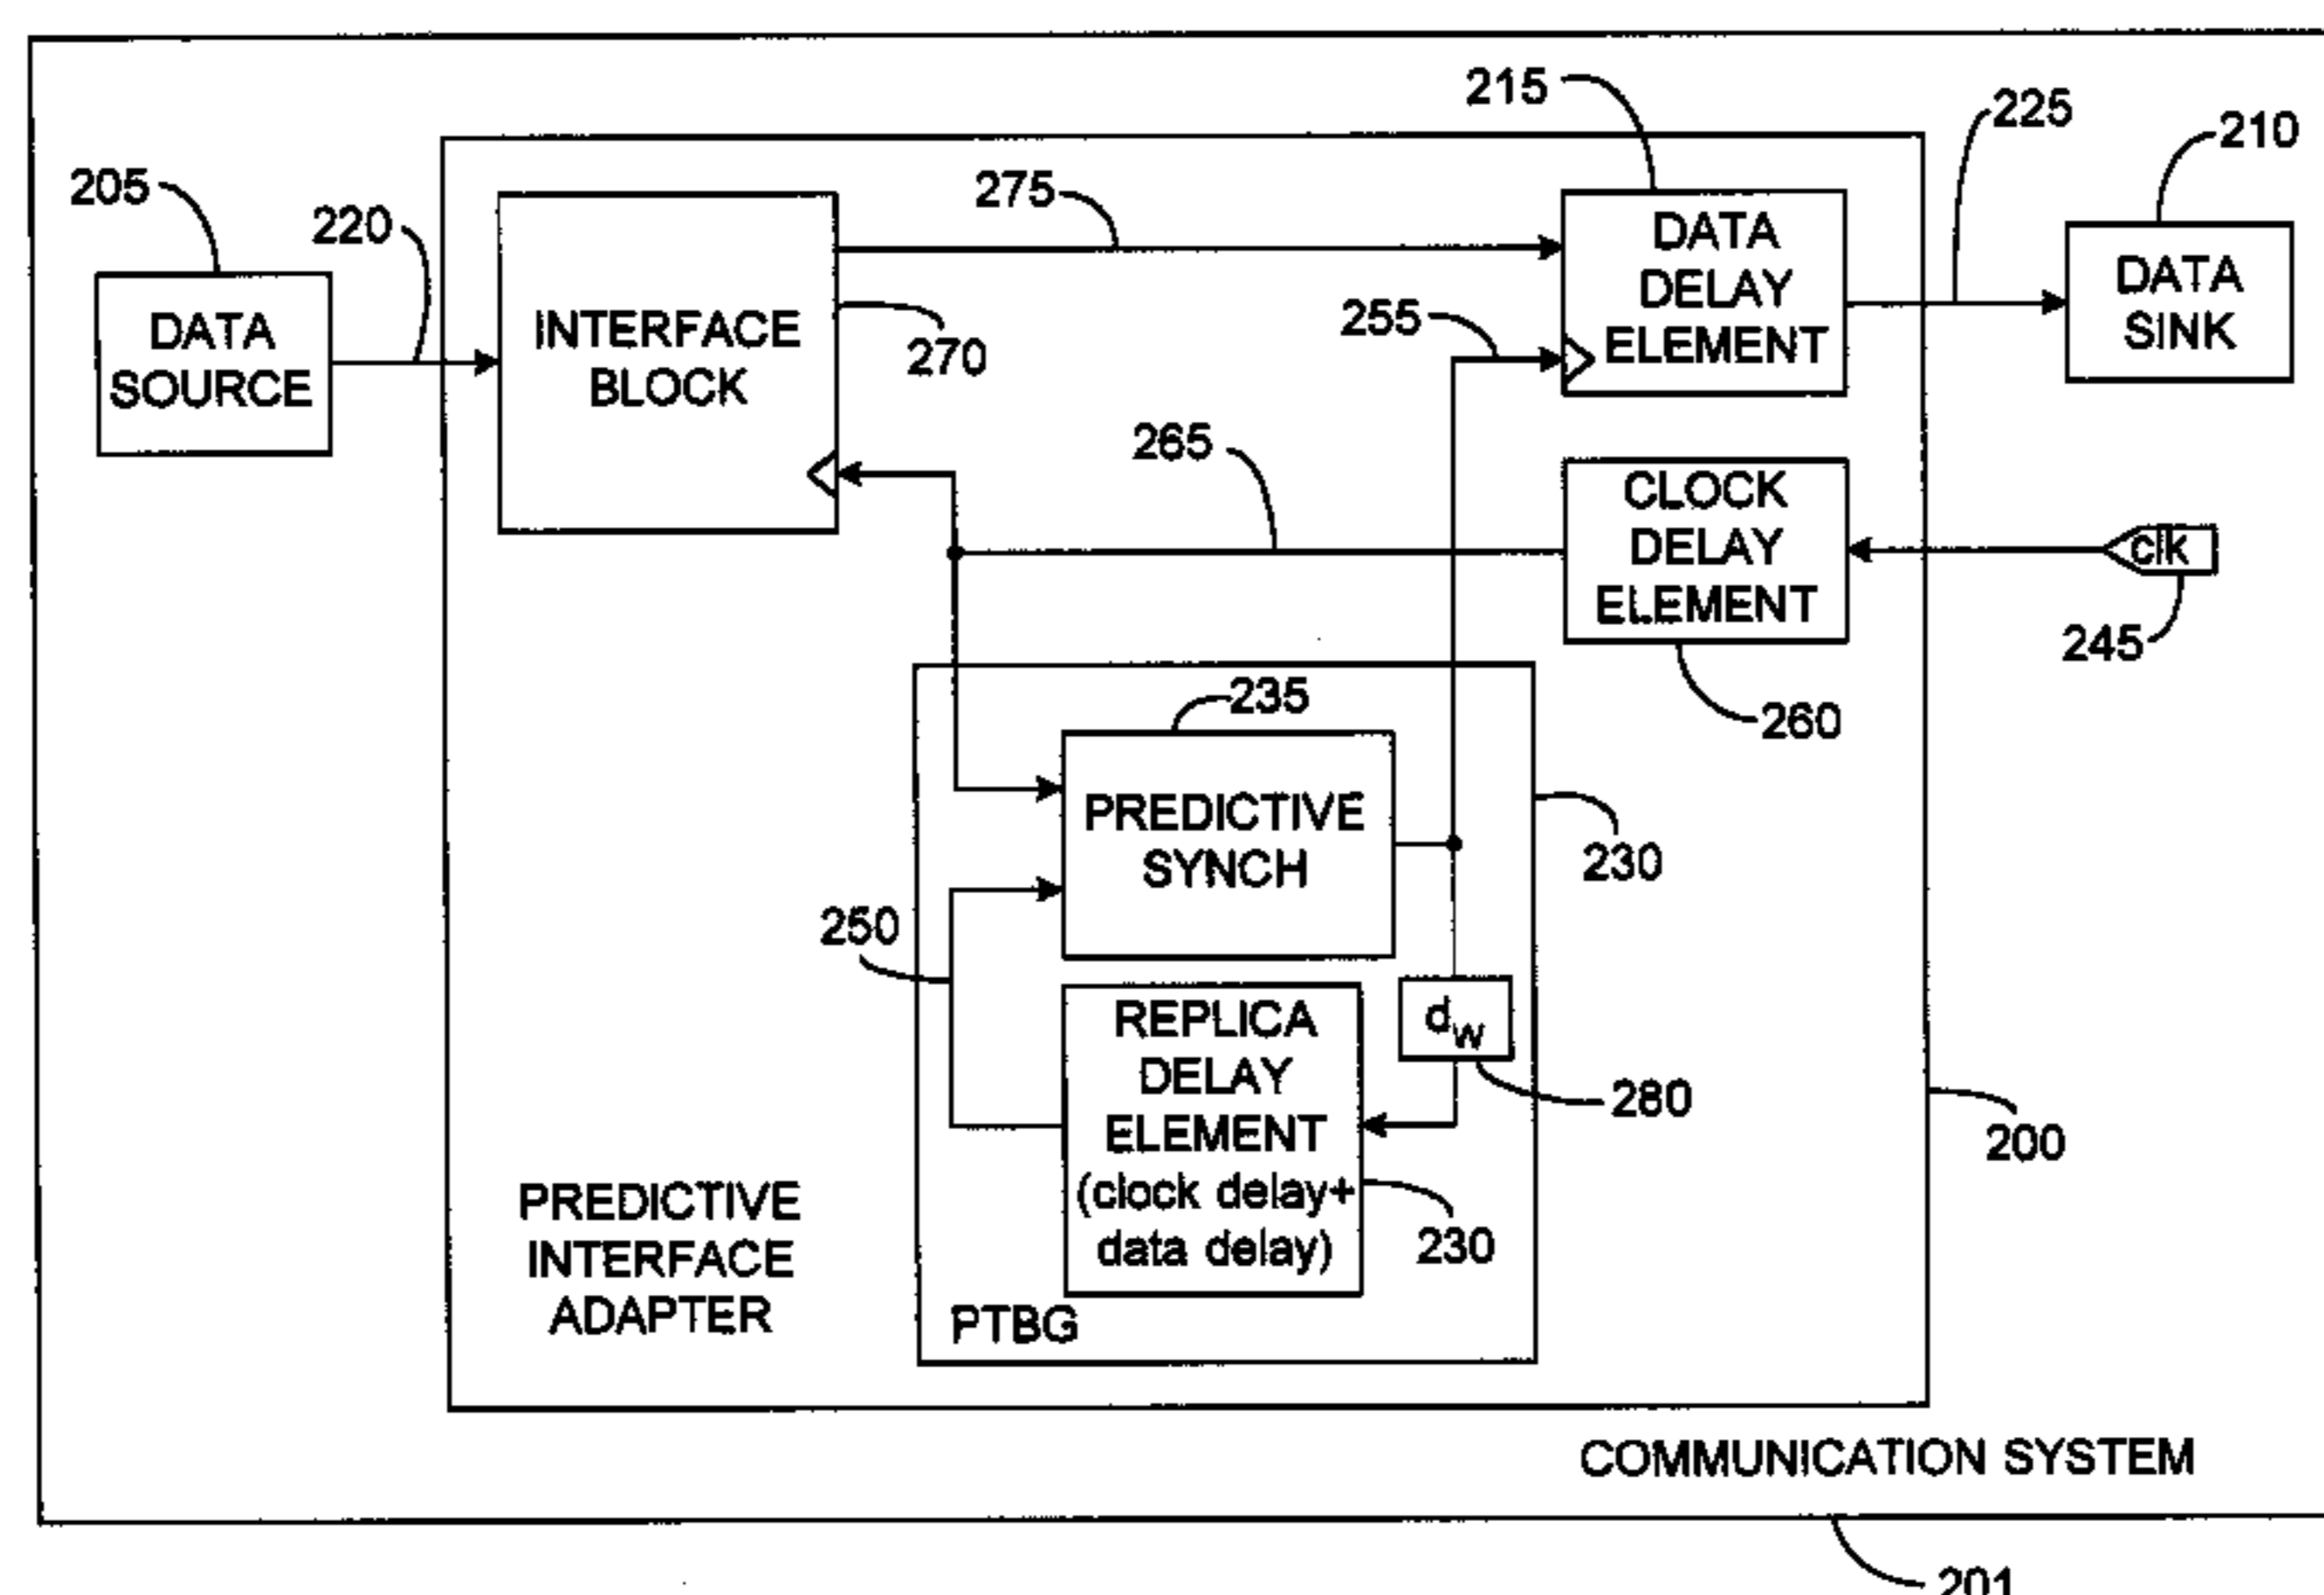 215
225
210
205
220
275
DATA
SOURCE
INTERFACE
BLOCK
270
DATA
DELAY
ELEMENT
255
DATA
SINK
265
CLOCK
DELAY
ELEMENT
clk
245
260
235
PREDICTIVE
SYNCH
230
250
REPLICA
DELAY
ELEMENT
(clock delay+
data delay)
dw
280
230
200
PREDICTIVE
INTERFACE
ADAPTER
PTBG
COMMUNICATION SYSTEM
201